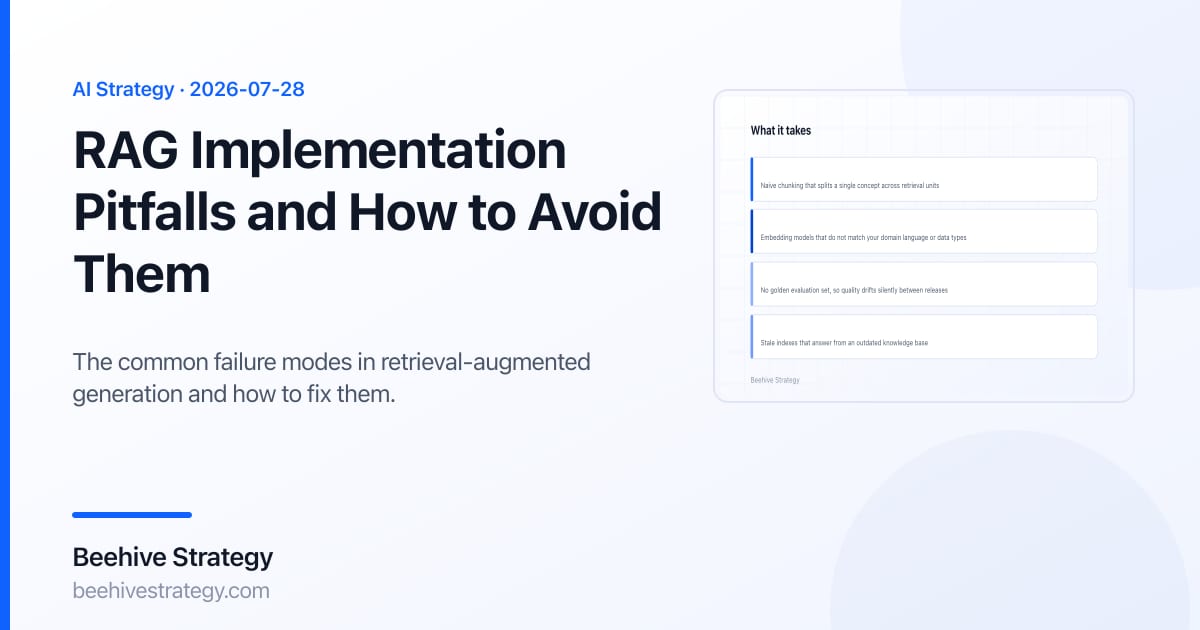 AI Strategy · 2026-07-28
RAG Implementation
Pitfalls and How to Avoid
Them
The common failure modes in retrieval-augmented
generation and how to fix them.
Beehive Strategy
beehivestrategy.com
What it takes
Naive chunking that splits a single concept across retrieval units
Embedding models that do not match your domain language or data types
No golden evaluation set, so quality drifts silently between releases
Stale indexes that answer from an outdated knowledge base
Beehive Strategy